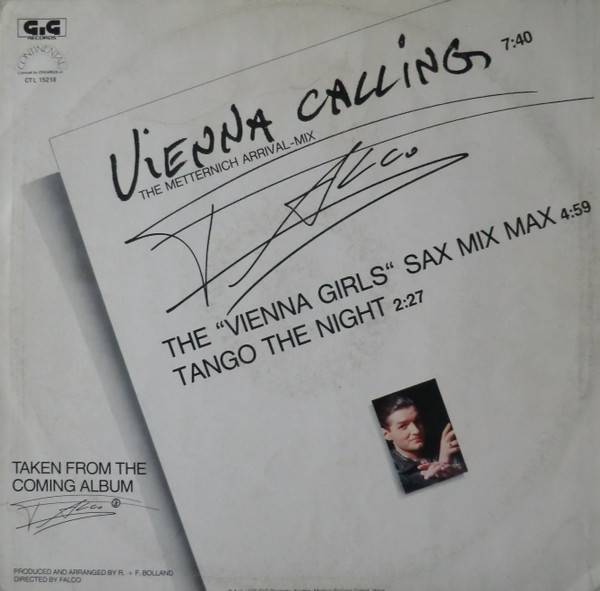 GiG
RECORDS
CONTINENTAL
CTL 15218
VIENNA CALLING 7:40
THE METTERNICH ARRIVAL-MIX
FALCO
THE "VIENNA GIRLS" SAX MIX MAX 4:59
TANGO THE NIGHT 2:27
TAKEN FROM THE
COMING ALBUM
FALCO 3
PRODUCED AND ARRANGED BY R. + F. BOLLAND
DIRECTED BY FALCO